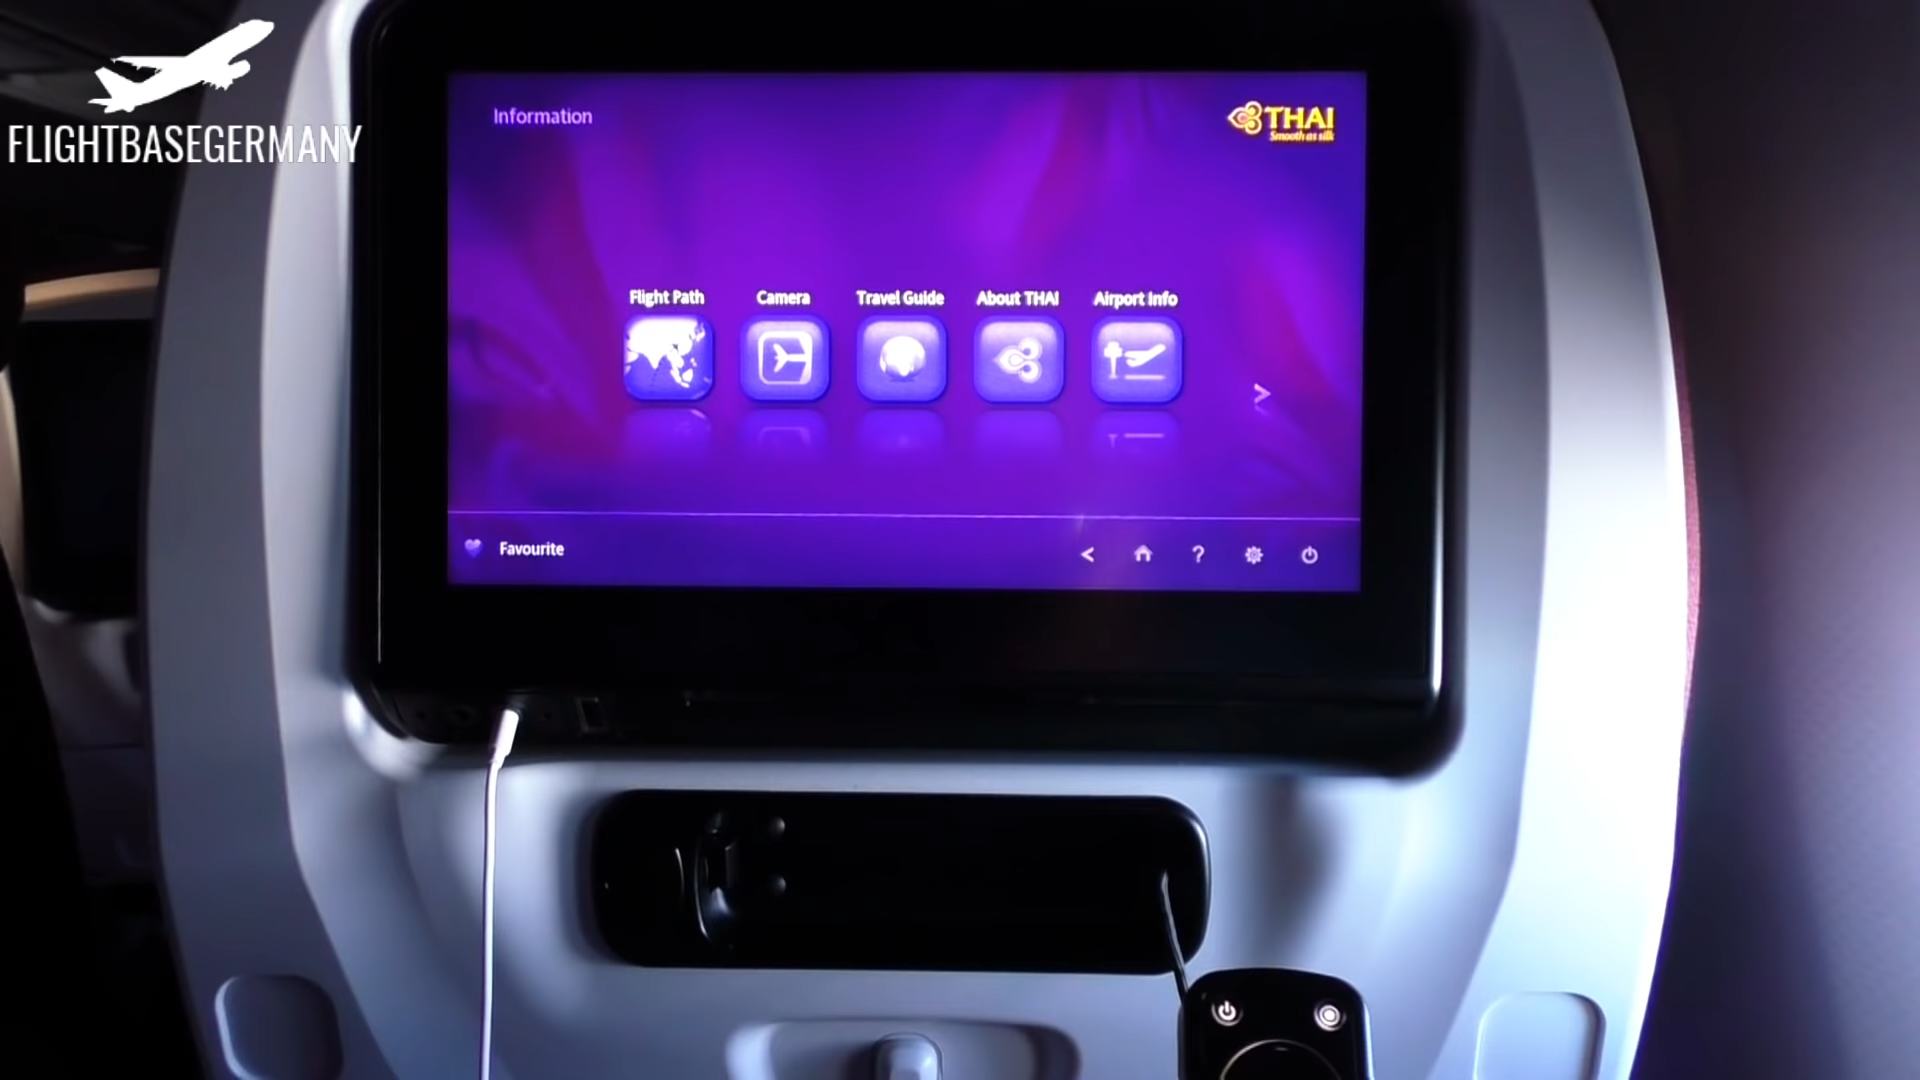 FLIGHTBASEGERMANY
Information
THAI
Smooth as silk
Flight Path
Camera
Travel Guide
About THAI
Airport Info
>
Favourite
< ?